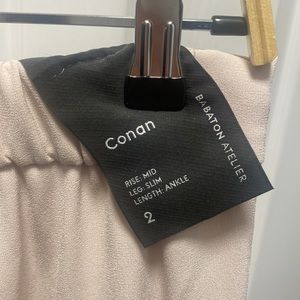 Conan
RISE: MID
LEG: SLIM
LENGTH: ANKLE
2
BABATON ATELIER